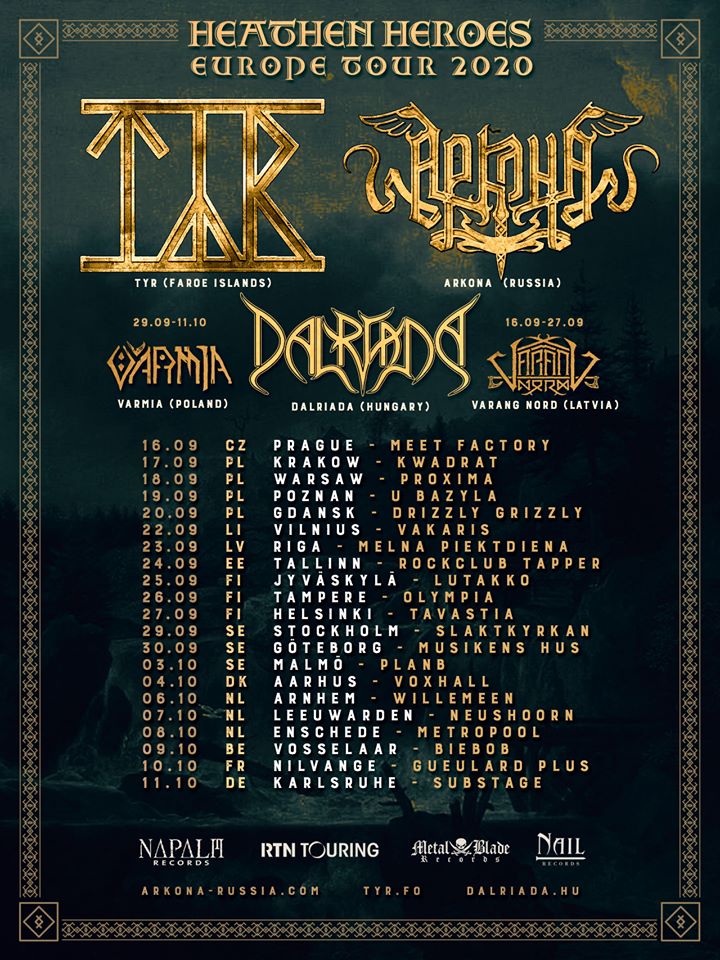 HEATHEN HEROES
EUROPE TOUR 2020
TYR
АРКОНА
TYR (FAROE ISLANDS)
ARKONA (RUSSIA)
29.09-11.10
DALRIADA
16.09-27.09
VARMIA
VARANG NORD
VARMIA (POLAND)
DALRIADA (HUNGARY)
VARANG NORD (LATVIA)
16.09 CZ PRAGUE - MEET FACTORY
17.09 PL KRAKOW - KWADRAT
18.09 PL WARSAW - PROXIMA
19.09 PL POZNAN - U BAZYLA
20.09 PL GDANSK - DRIZZLY GRIZZLY
22.09 LI VILNIUS - VAKARIS
23.09 LV RIGA - MELNA PIEKTDIENA
24.09 EE TALLINN - ROCKCLUB TAPPER
25.09 FI JYVÄSKYLÄ - LUTAKKO
26.09 FI TAMPERE - OLYMPIA
27.09 FI HELSINKI - TAVASTIA
29.09 SE STOCKHOLM - SLAKTKYRKAN
30.09 SE GÖTEBORG - MUSIKENS HUS
03.10 SE MALMÖ - PLANB
04.10 DK AARHUS - VOXHALL
06.10 NL ARNHEM - WILLEMEEN
07.10 NL LEEUWARDEN - NEUSHOORN
08.10 NL ENSCHEDE - METROPOOL
09.10 BE VOSSELAAR - BIEBOB
10.10 FR NILVANGE - GUEULARD PLUS
11.10 DE KARLSRUHE - SUBSTAGE
NAPALM RECORDS
RTN TOURING
Metal Blade Records
NAIL RECORDS
ARKONA-RUSSIA.COM TYR.FO DALRIADA.HU